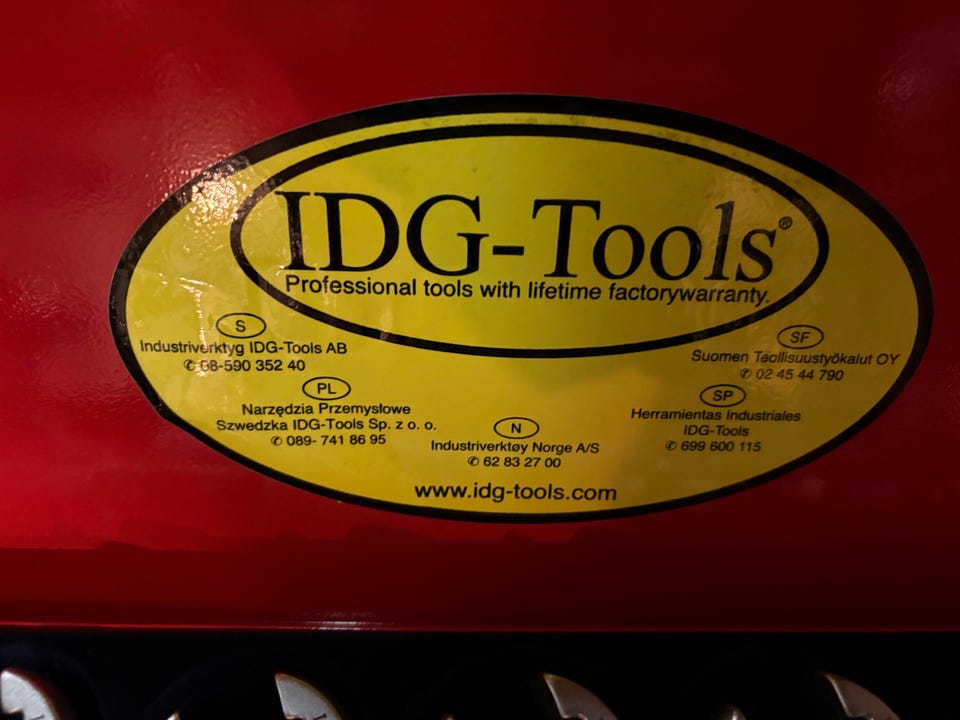 IDG-Tools®
Professional tools with lifetime factorywarranty.
S
Industriverktyg IDG-Tools AB
✆ 08-590 352 40
PL
Narzędzia Przemysłowe
Szwedzka IDG-Tools Sp. z o. o.
✆ 089- 741 86 95
N
Industriverktøy Norge A/S
✆ 62 83 27 00
SF
Suomen Teollisuustyökalut OY
✆ 02 45 44 790
SP
Herramientas Industriales
IDG-Tools
✆ 699 600 115
www.idg-tools.com